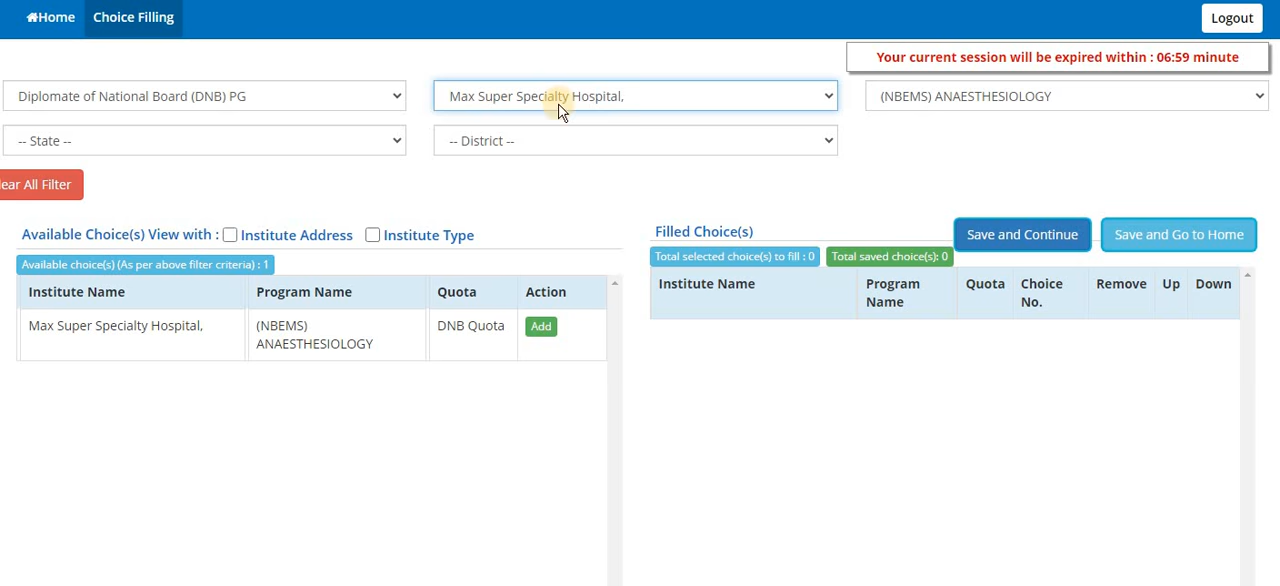 Home Choice Filling Logout
Your current session will be expired within : 06:59 minute
Diplomate of National Board (DNB) PG Max Super Specialty Hospital, (NBEMS) ANAESTHESIOLOGY
-- State -- -- District --
lear All Filter
Available Choice(s) View with : Institute Address Institute Type
Available choice(s) (As per above filter criteria) : 1
Institute Name Program Name Quota Action
Max Super Specialty Hospital, (NBEMS) ANAESTHESIOLOGY DNB Quota Add
Filled Choice(s) Save and Continue Save and Go to Home
Total selected choice(s) to fill : 0 Total saved choice(s): 0
Institute Name Program Name Quota Choice No. Remove Up Down